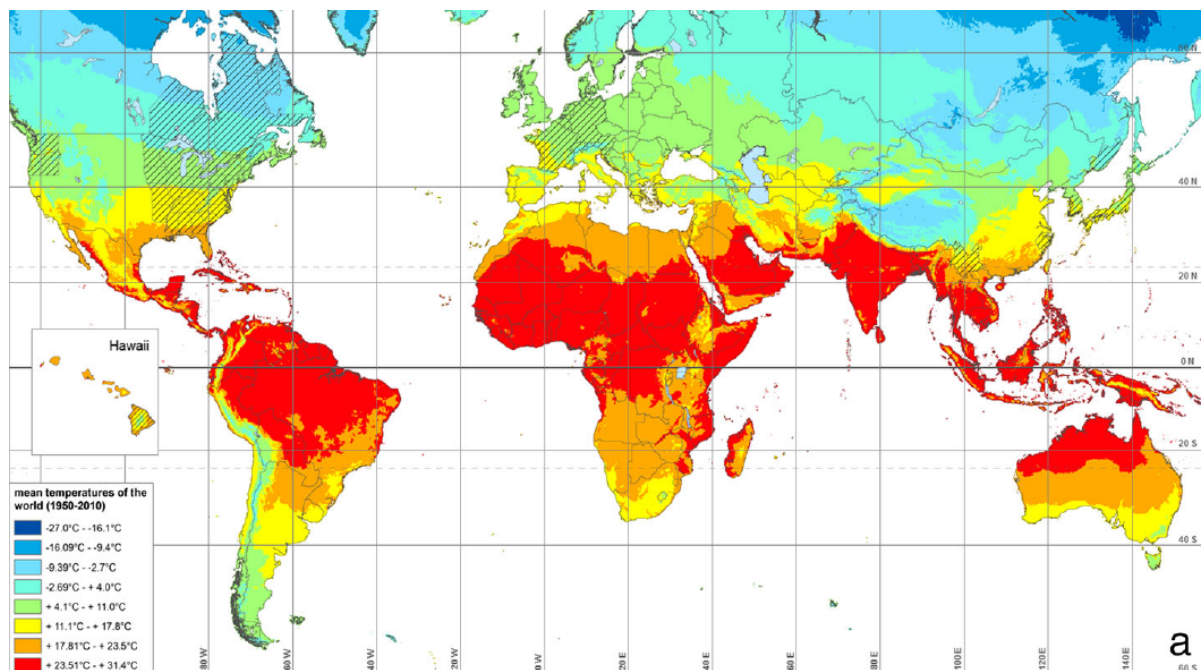 60 N
40 N
20 N
Hawaii
0 N
20 S
mean temperatures of the
world (1950-2010)
-27.0°C - -16.1°C
-16.09°C - -9.4°C
-9.39°C - -2.7°C
40 S
-2.69°C - + 4.0°C
+ 4.1°C - + 11.0°C
+ 11.1°C - + 17.8°C
+ 17.81°C - + 23.5°C
+ 23.51°C - + 31.4°C
80 W
60 W
40 W
20 W
0 W
20 E
40 E
60 E
80 E
100 E
120 E
140 E
a
60 S